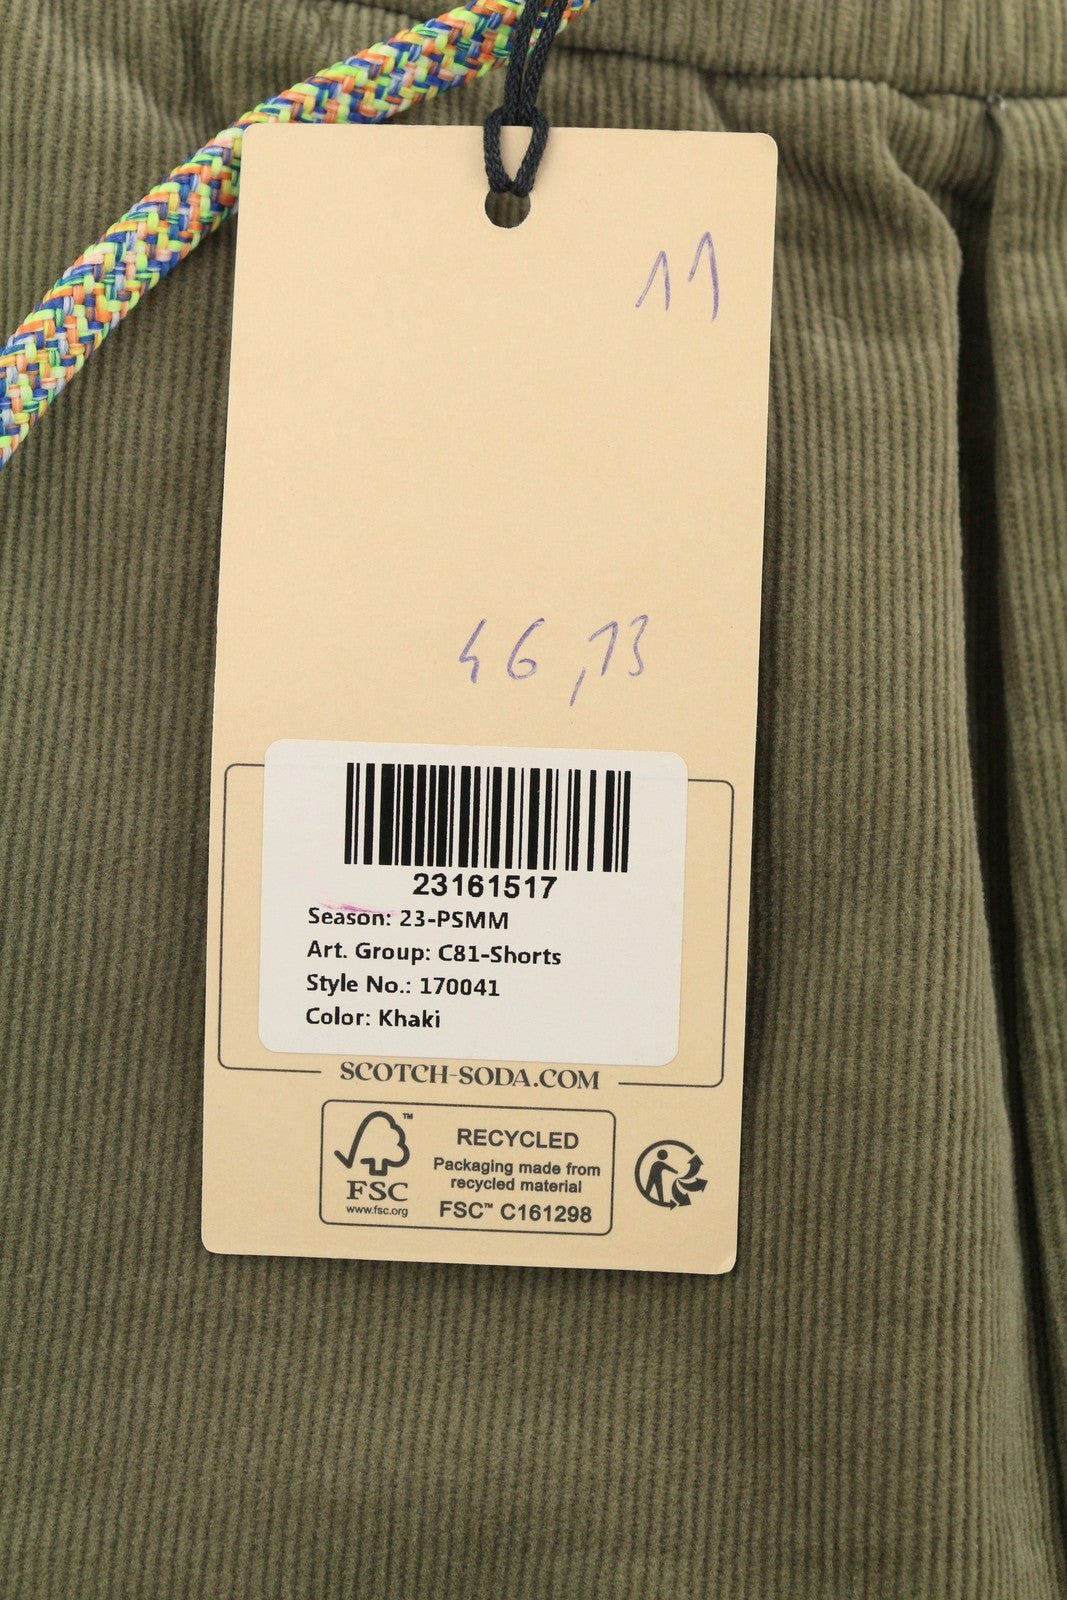 11
46,13
23161517
Season: 23-PSMM
Art. Group: C81-Shorts
Style No.: 170041
Color: Khaki
SCOTCH-SODA.COM
FSC
www.fsc.org
RECYCLED
Packaging made from
recycled material
FSC™ C161298